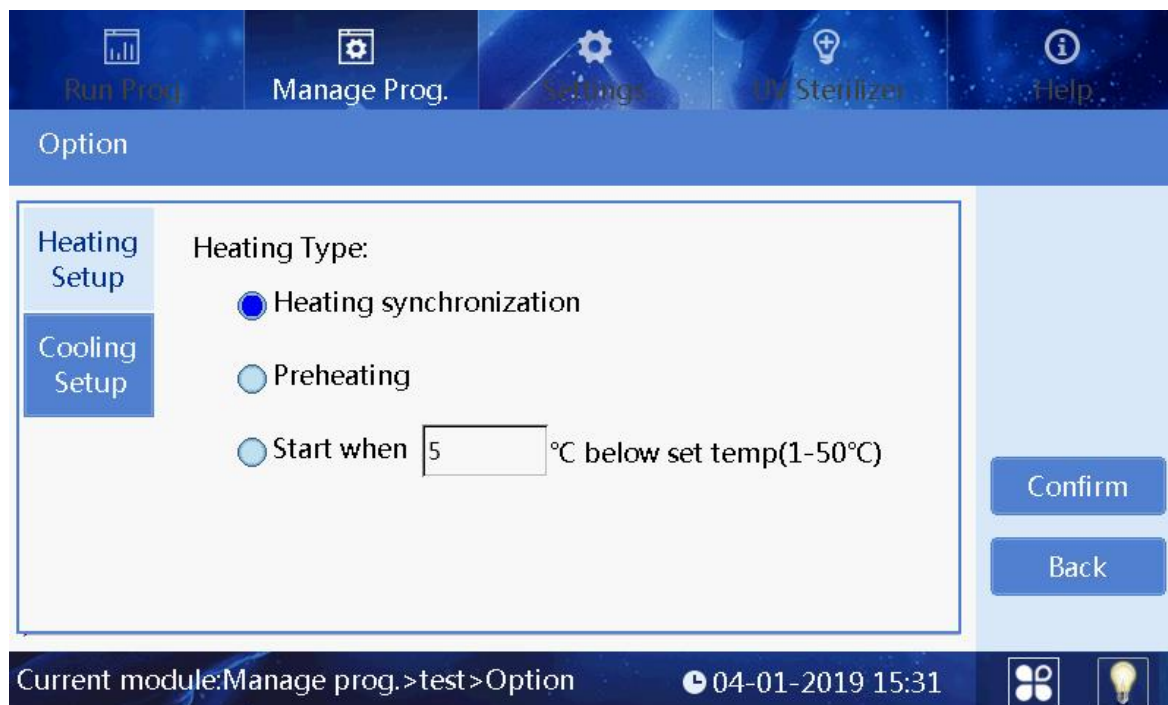 Run Prog.
Manage Prog.
Settings
UV Sterilizer
Help
Option
Heating
Setup
Heating Type:
Heating synchronization
Cooling
Setup
Preheating
Start when 5 °C below set temp(1-50°C)
Confirm
Back
Current module:Manage prog.>test>Option
04-01-2019 15:31